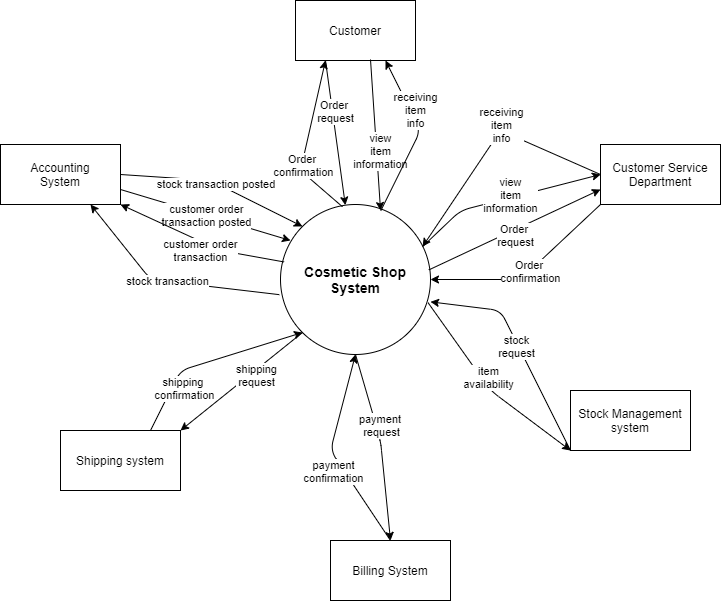 Customer
Order
request
receiving
item
info
view
item
information
Order
confirmation
receiving
item
info
Accounting
System
Customer Service
Department
stock transaction posted
view
item
information
customer order
transaction posted
Order
request
customer order
transaction
Order
confirmation
stock transaction
Cosmetic Shop
System
stock
request
item
availability
shipping
confirmation
shipping
request
Stock Management
system
payment
request
Shipping system
payment
confirmation
Billing System